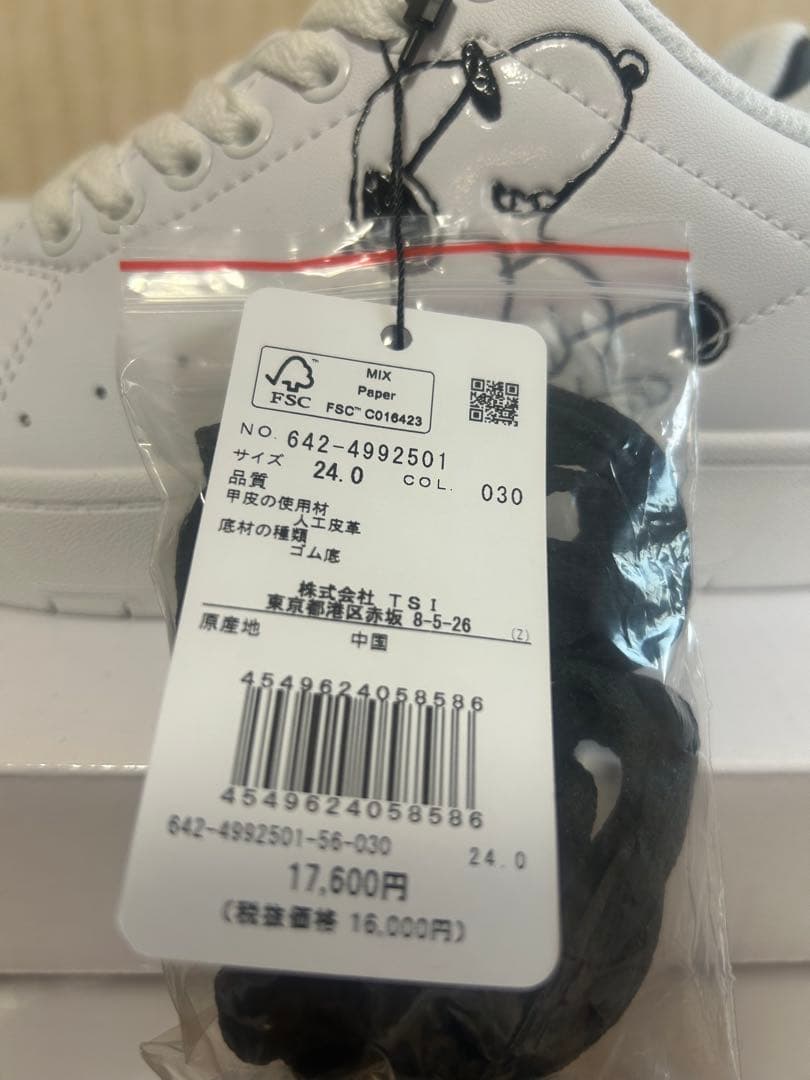 MIX
Paper
FSC™ C016423
FSC
NO. 642-4992501
サイズ 24.0 COL. 030
品質
甲皮の使用材
人工皮革
底材の種類
ゴム底
株式会社 TSI
東京都港区赤坂 8-5-26 (Z)
原産地 中国
4549624058586
4549624058586
642-4992501-56-030 24.0
17,600円
(税抜価格 16,000円)